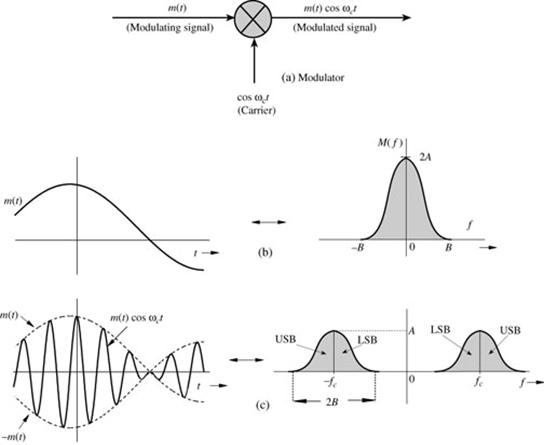 m(t) m(t) cos ω_c t
(Modulating signal) (Modulated signal)
(a) Modulator
cos ω_c t
(Carrier)
M(f)
2A
m(t)
f
t
–B 0 B
(b)
m(t) m(t) cos ω_c t
A
USB LSB LSB USB
t
–f_c 0 f_c f
2B
–m(t)
(c)